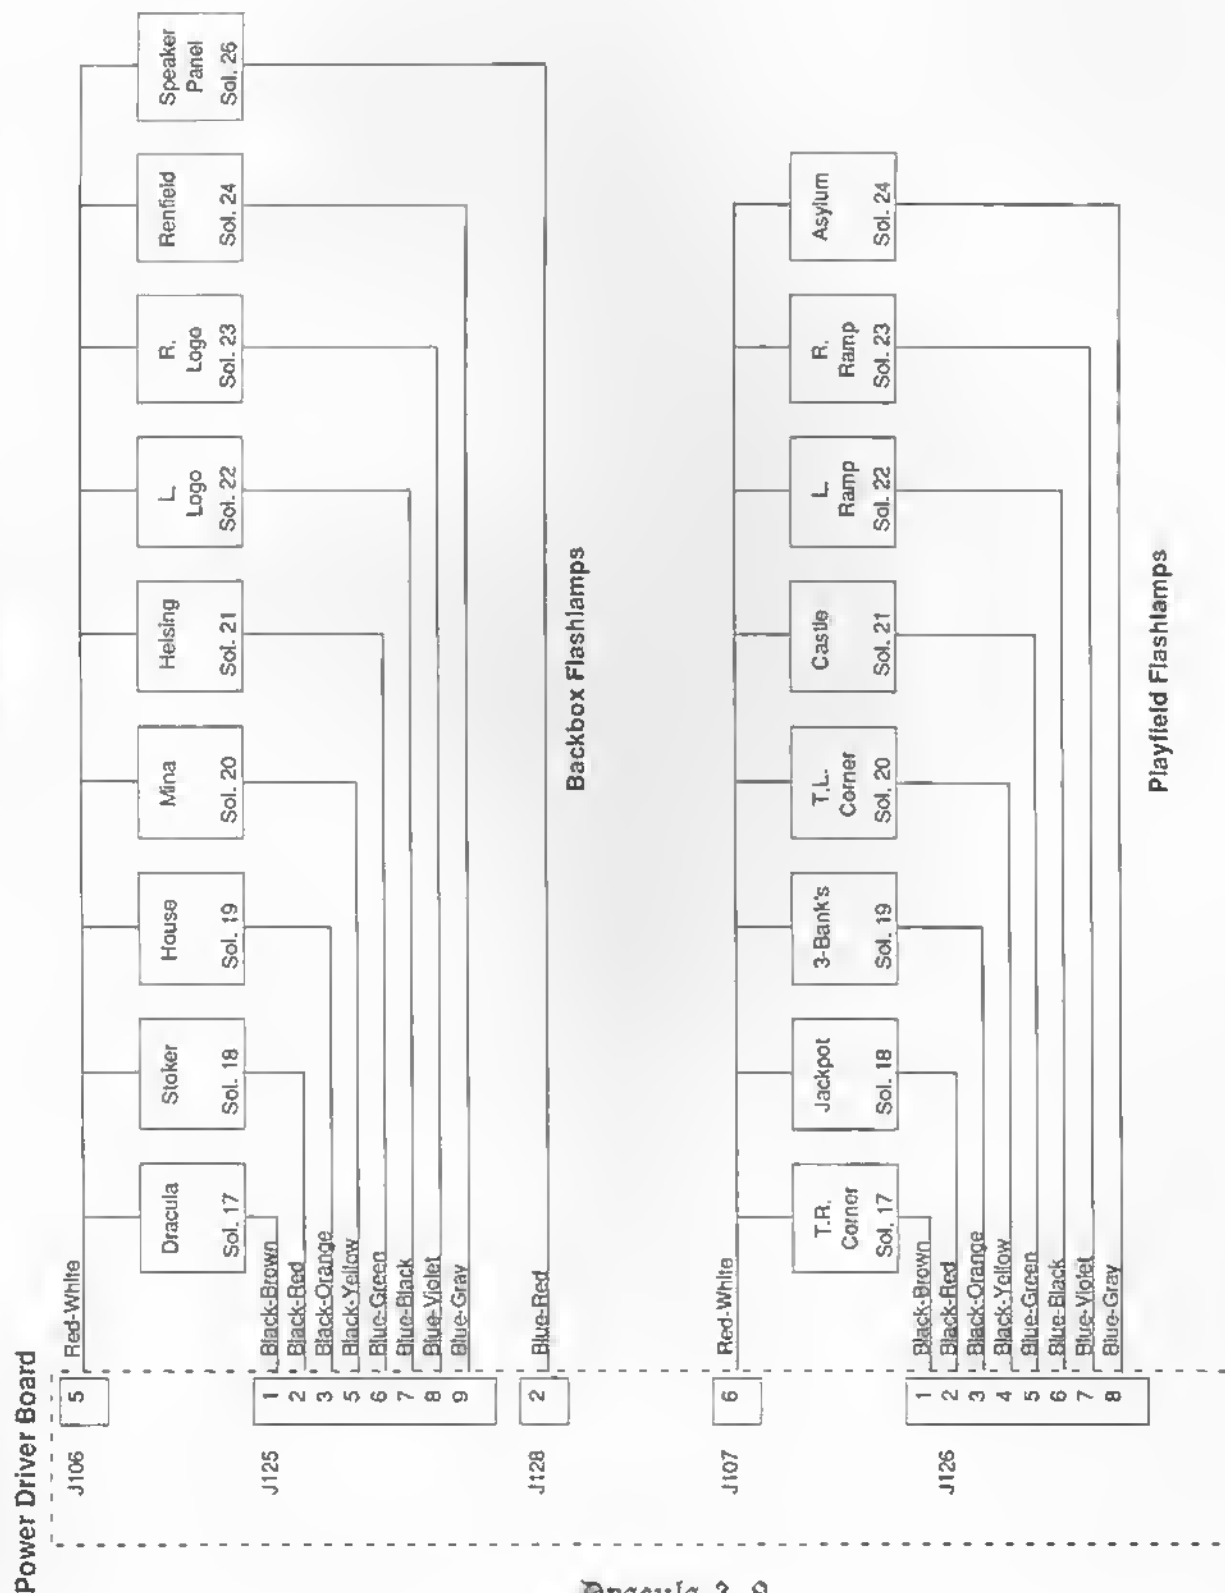 Power Driver Board
J106
5
Red-White
Dracula
Sol. 17
Stoker
Sol. 18
House
Sol. 19
Mina
Sol. 20
Helsing
Sol. 21
L.
Logo
Sol. 22
R.
Logo
Sol. 23
Renfield
Sol. 24
Speaker
Panel
Sol. 26
J125
1 Black-Brown
2 Black-Red
3 Black-Orange
5 Black-Yellow
6 Blue-Green
7 Blue-Black
8 Blue-Violet
9 Blue-Gray
J128
2 Blue-Red
Backbox Flashlamps
J107
6
Red-White
T.R.
Corner
Sol. 17
Jackpot
Sol. 18
3-Bank's
Sol. 19
T.L.
Corner
Sol. 20
Castle
Sol. 21
L.
Ramp
Sol. 22
R.
Ramp
Sol. 23
Asylum
Sol. 24
J126
1 Black-Brown
2 Black-Red
3 Black-Orange
4 Black-Yellow
5 Blue-Green
6 Blue-Black
7 Blue-Violet
8 Blue-Gray
Playfield Flashlamps
Dracula